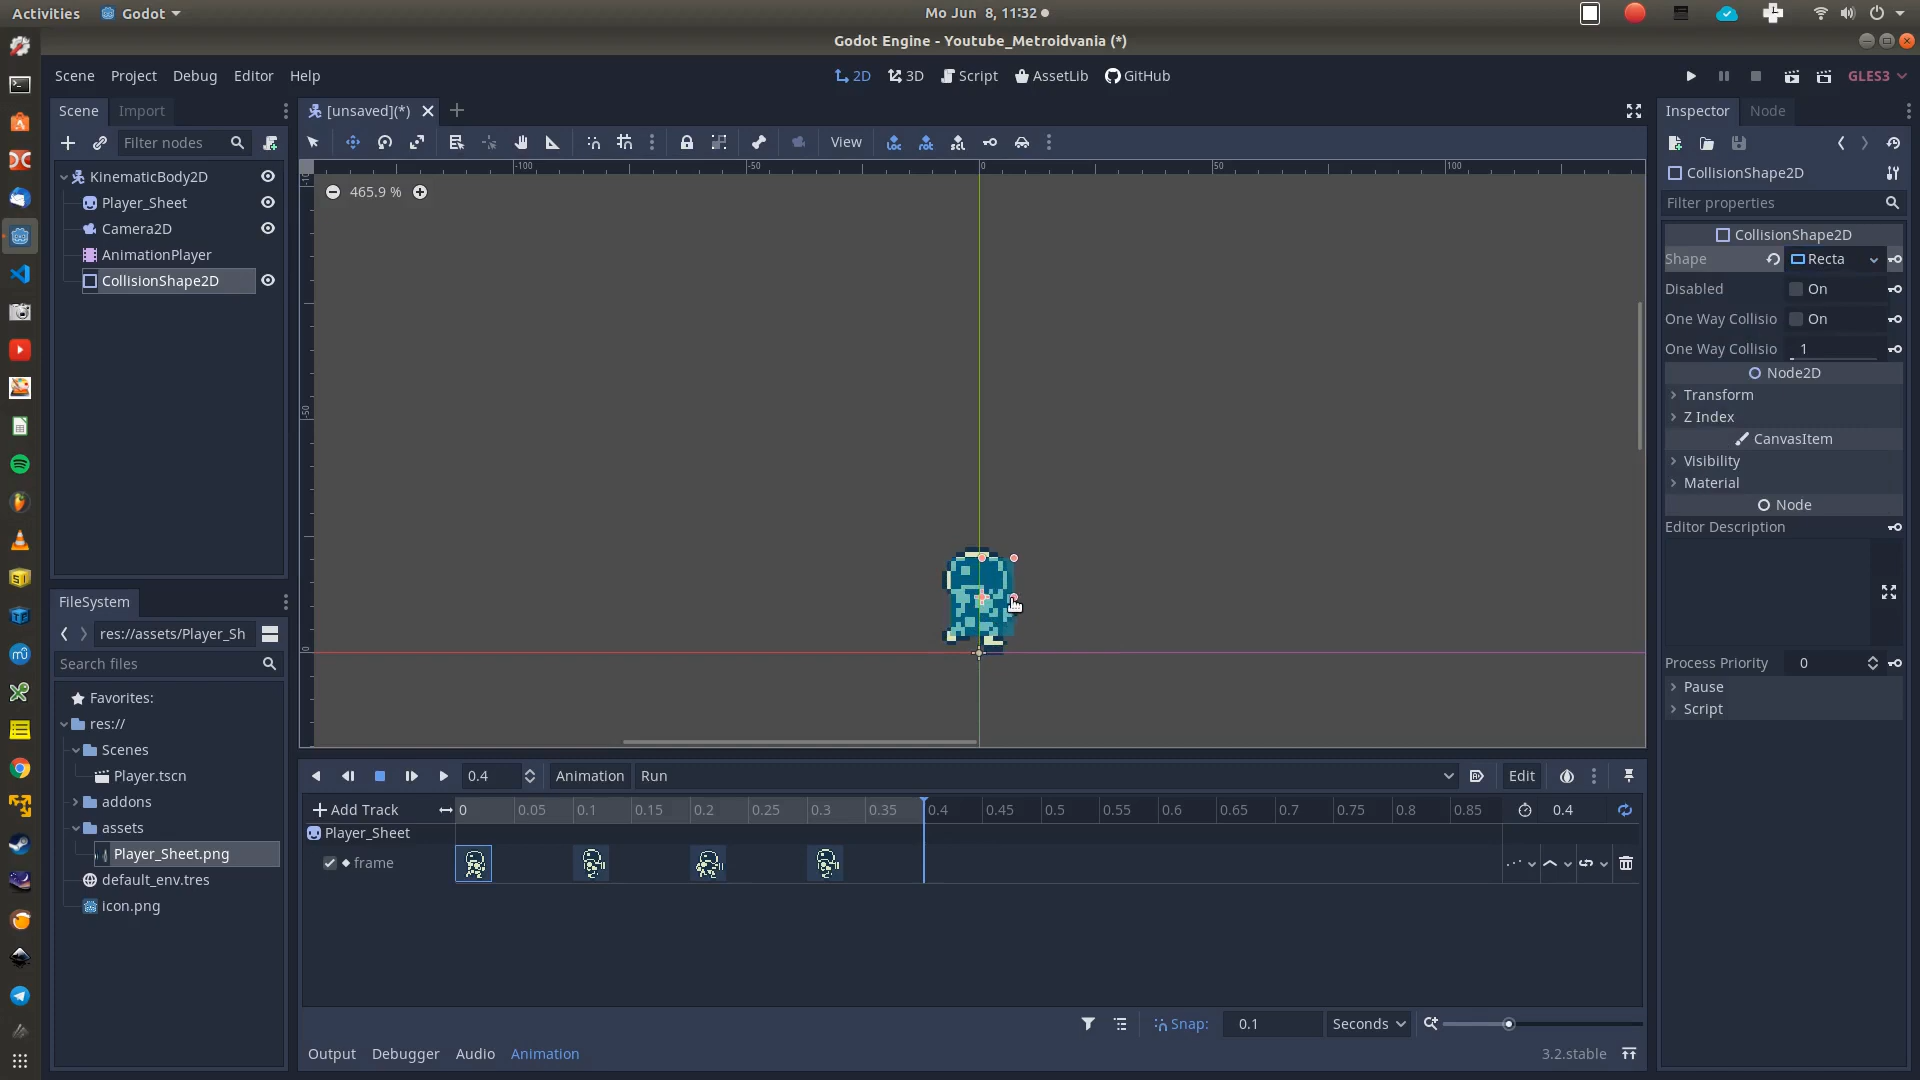 Activities
Godot
Mo Jun 8, 11:32
Godot Engine - Youtube_Metroidvania (*)
Scene Project Debug Editor Help
2D 3D Script AssetLib GitHub
GLES3
Scene Import
[unsaved](*)
Inspector Node
Filter nodes
View
KinematicBody2D
Player_Sheet
Camera2D
AnimationPlayer
CollisionShape2D
-100 -50 0 50 100
465.9 %
-50
0
CollisionShape2D
Filter properties
CollisionShape2D
Shape Recta
Disabled On
One Way Collisio On
One Way Collisio 1
Node2D
Transform
Z Index
CanvasItem
Visibility
Material
Node
Editor Description
Process Priority 0
Pause
Script
FileSystem
res://assets/Player_Sh
Search files
Favorites:
res://
Scenes
Player.tscn
addons
assets
Player_Sheet.png
default_env.tres
icon.png
0.4 Animation Run Edit
Add Track 0 0.05 0.1 0.15 0.2 0.25 0.3 0.35 0.4 0.45 0.5 0.55 0.6 0.65 0.7 0.75 0.8 0.85 0.4
Player_Sheet
frame
Snap: 0.1 Seconds
Output Debugger Audio Animation
3.2.stable